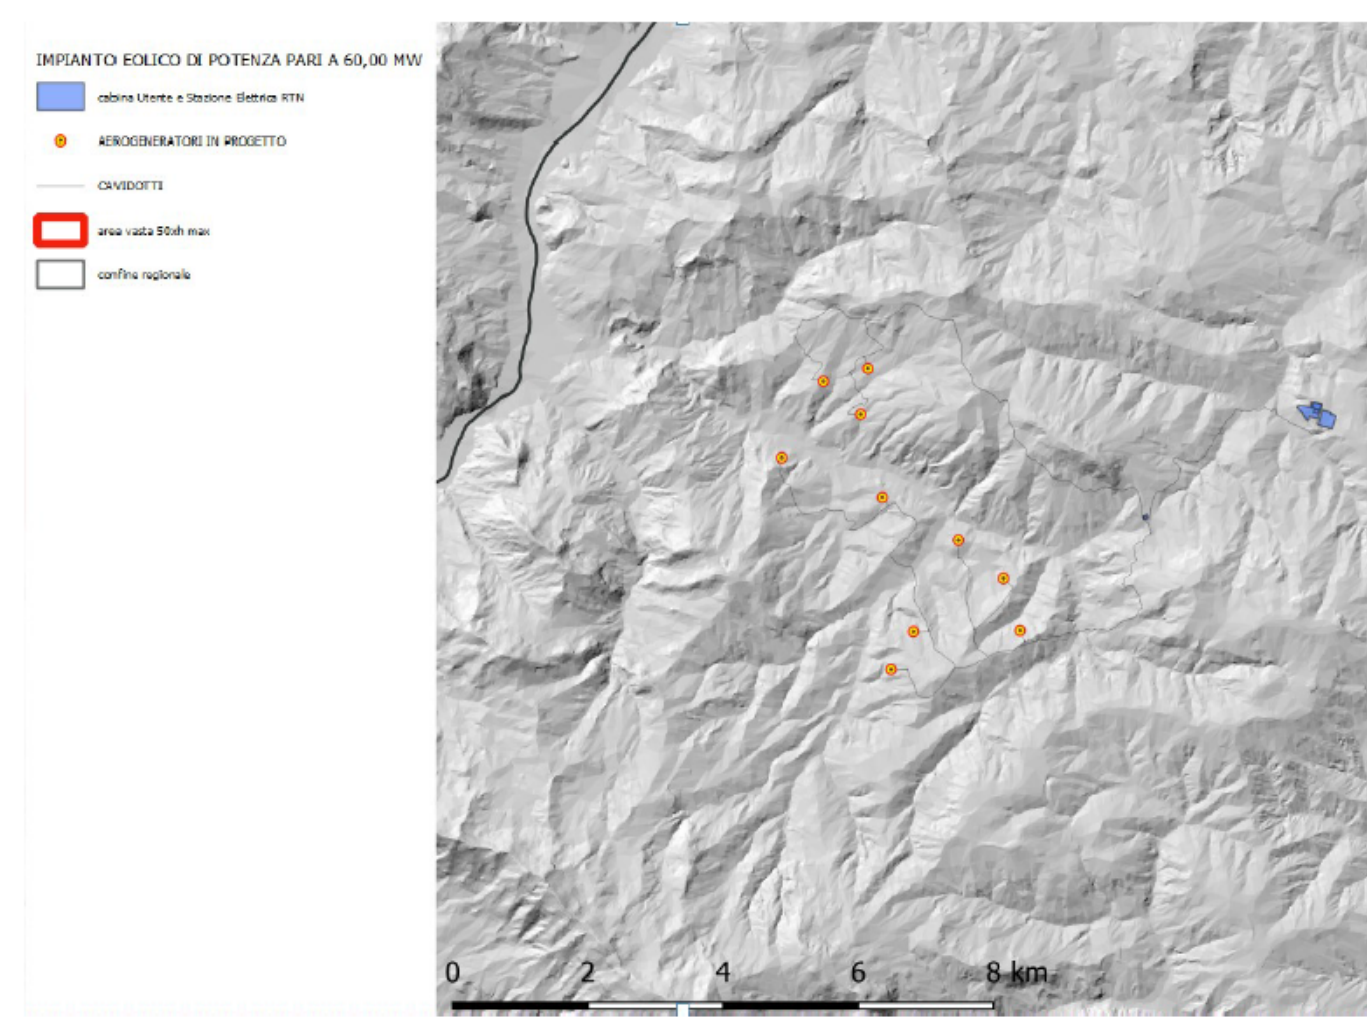 IMPIANTO EOLICO DI POTENZA PARI A 60,00 MW
cabina Utente e Stazione Elettrica RTN
AEROGENERATORI IN PROGETTO
CAVIDOTTI
area vasta 50xh max
confine regionale
0 2 4 6 8 km